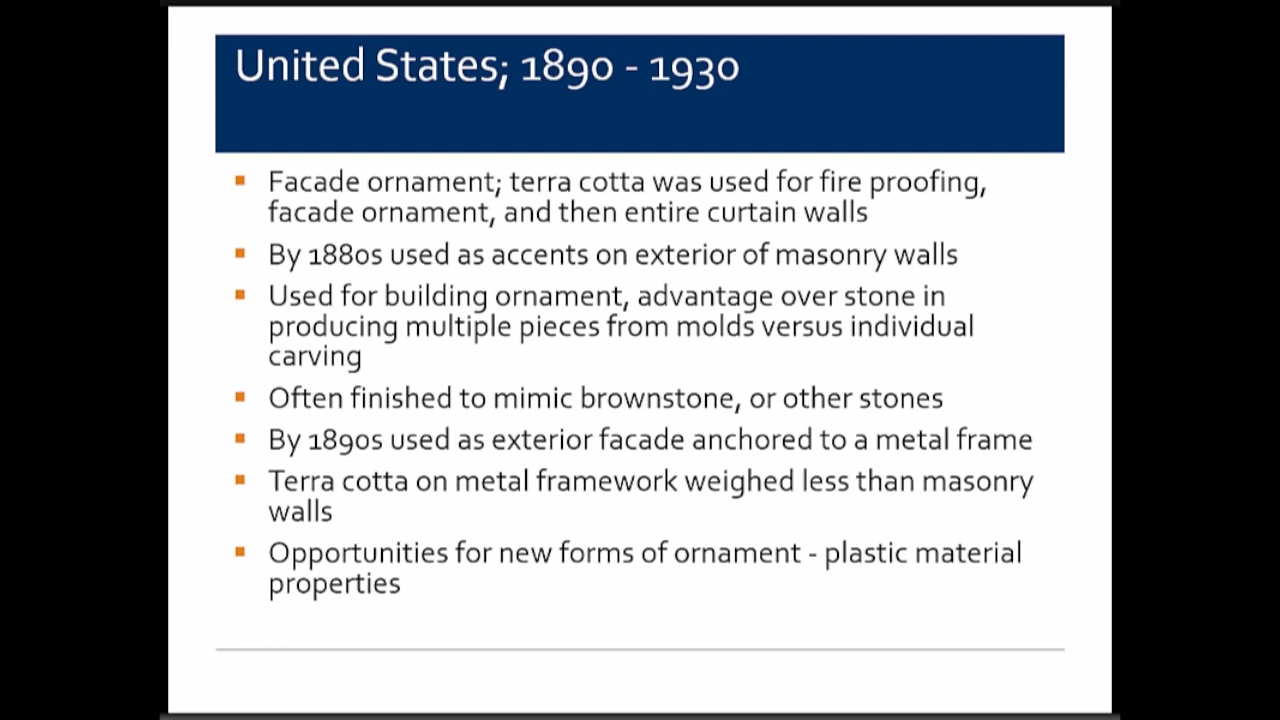 United States; 1890 - 1930
Facade ornament; terra cotta was used for fire proofing,
facade ornament, and then entire curtain walls
By 1880s used as accents on exterior of masonry walls
Used for building ornament, advantage over stone in
producing multiple pieces from molds versus individual
carving
Often finished to mimic brownstone, or other stones
By 1890s used as exterior facade anchored to a metal frame
Terra cotta on metal framework weighed less than masonry
walls
Opportunities for new forms of ornament - plastic material
properties